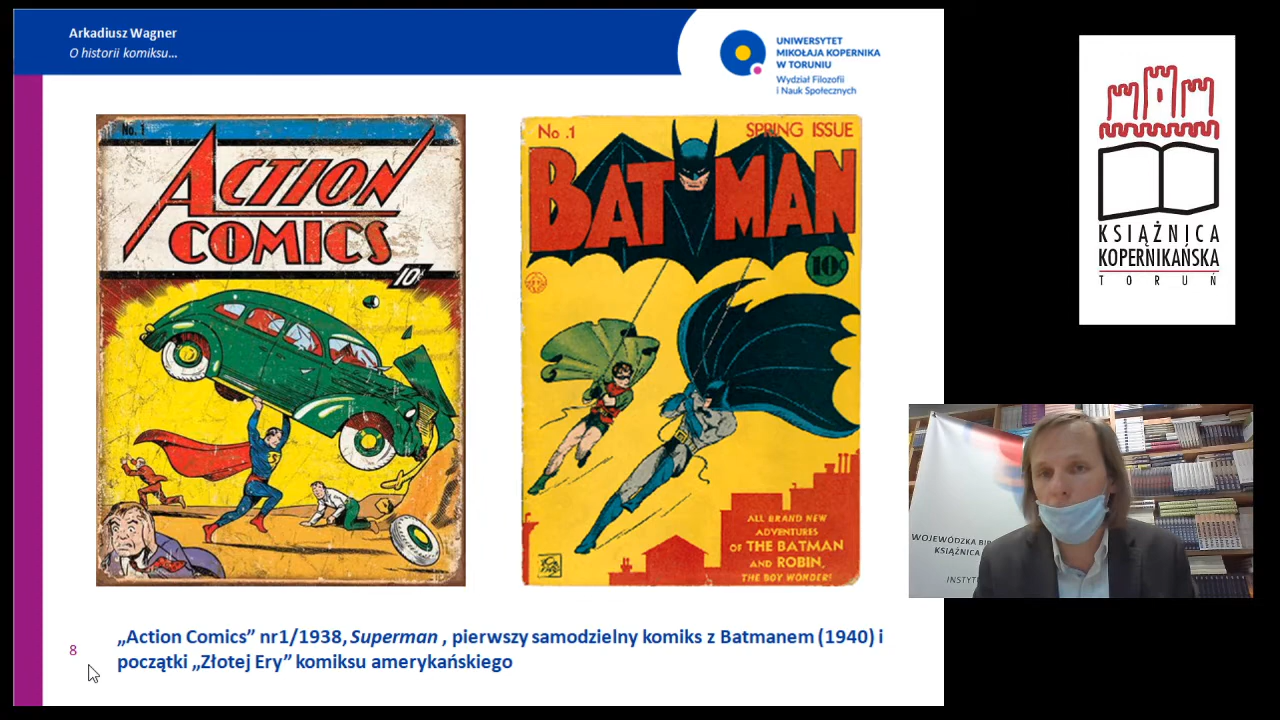 Arkadiusz Wagner
O historii komiksu...
UNIWERSYTET
MIKOŁAJA KOPERNIKA
W TORUNIU
Wydział Filozofii
i Nauk Społecznych
No. 1
ACTION
COMICS
10¢
No .1
SPRING ISSUE
BATMAN
10¢
ALL BRAND NEW
ADVENTURES
OF THE BATMAN
AND ROBIN,
THE BOY WONDER!
8
„Action Comics” nr1/1938, Superman , pierwszy samodzielny komiks z Batmanem (1940) i
początki „Złotej Ery” komiksu amerykańskiego
KSIĄŻNICA
KOPERNIKAŃSKA
TORUŃ
WOJEWÓDZKA
KSIĄŻNICA